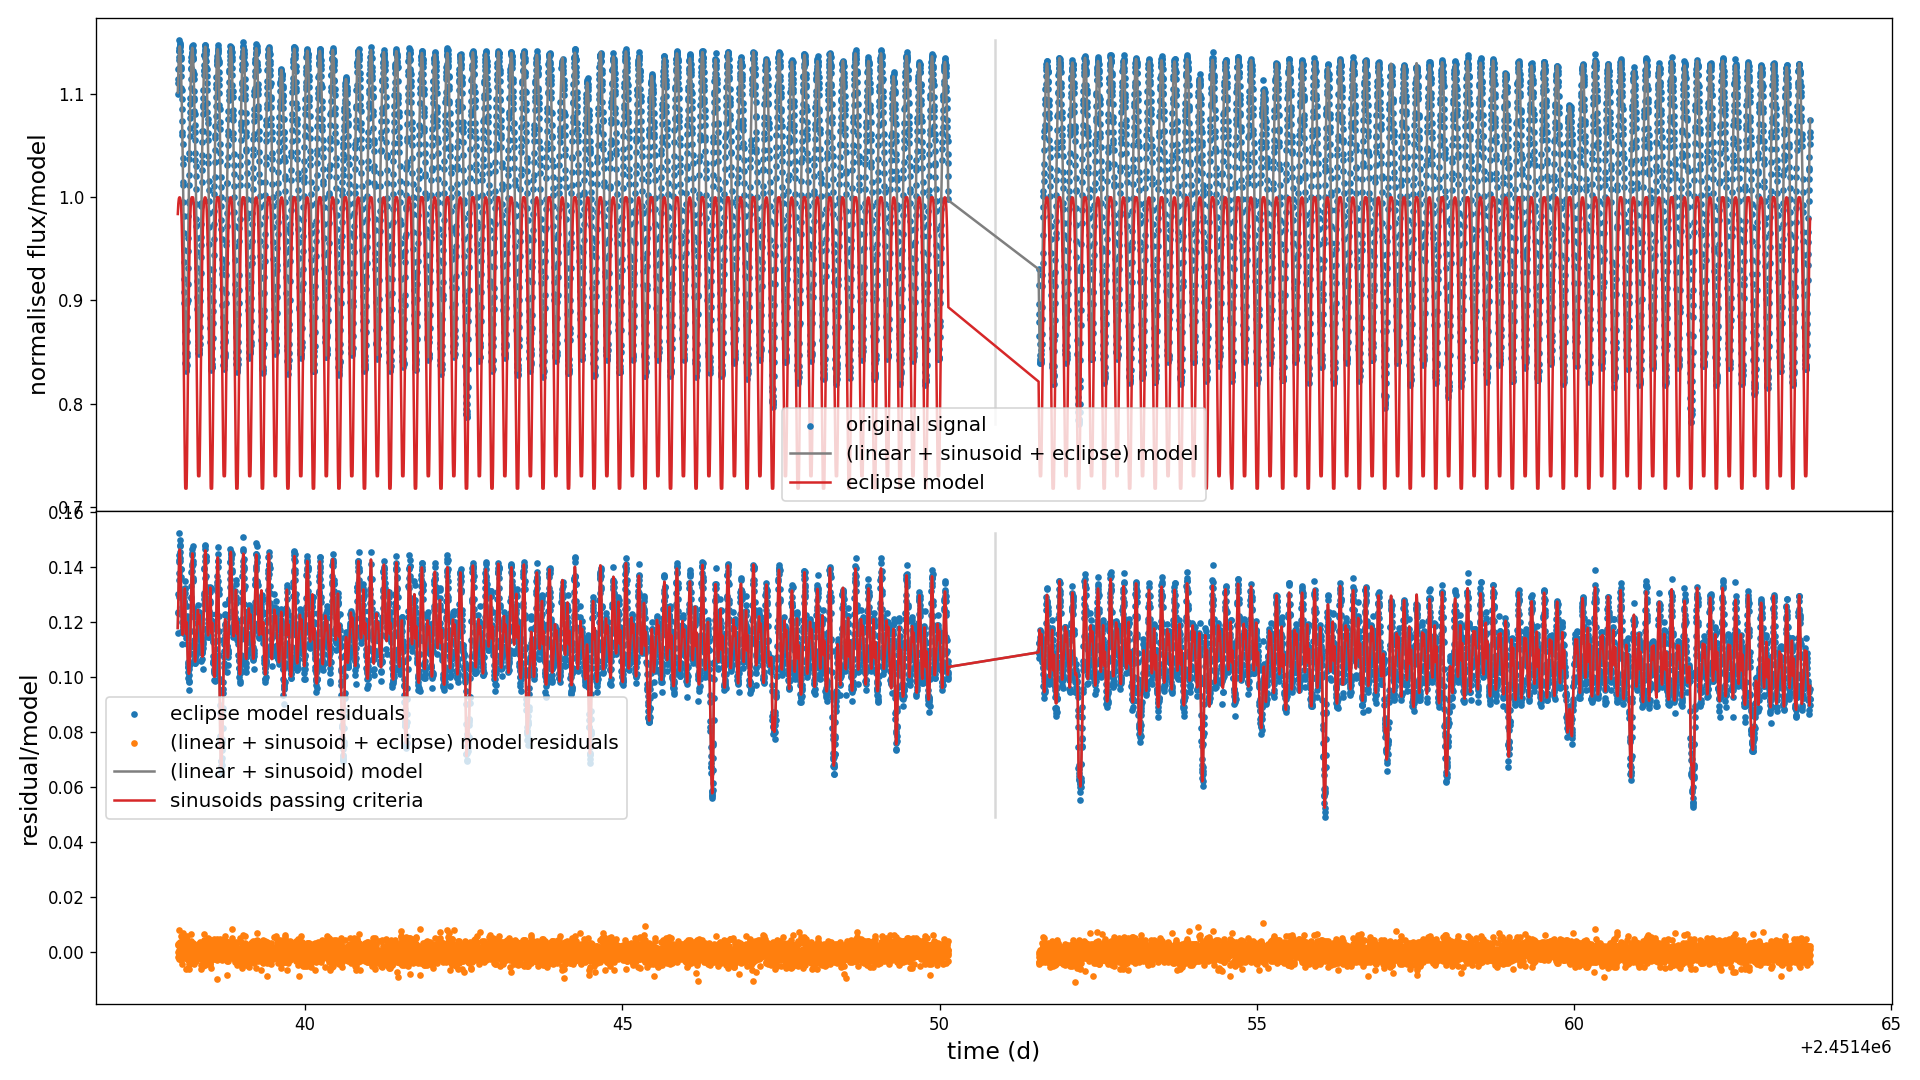 normalised flux/model
1.1
1.0
0.9
0.8
0.7
original signal
(linear + sinusoid + eclipse) model
eclipse model
residual/model
0.16
0.14
0.12
0.10
0.08
0.06
0.04
0.02
0.00
eclipse model residuals
(linear + sinusoid + eclipse) model residuals
(linear + sinusoid) model
sinusoids passing criteria
40 45 50 55 60 65
time (d)
+2.4514e6